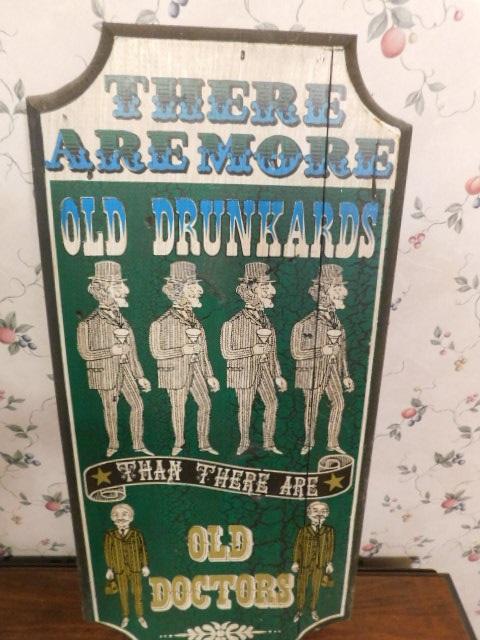 THERE
ARE MORE
OLD DRUNKARDS
THAN THERE ARE
OLD
DOCTORS